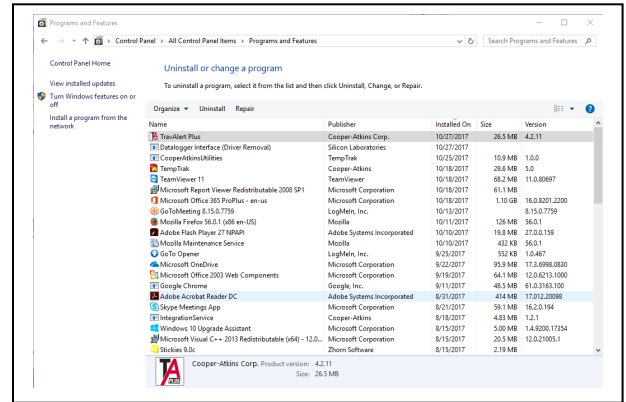 Programs and Features
Control Panel > All Control Panel Items > Programs and Features
Search Programs and Features
Control Panel Home
View installed updates
Turn Windows features on or off
Install a program from the network
Uninstall or change a program
To uninstall a program, select it from the list and then click Uninstall, Change, or Repair.
Organize Uninstall Repair
Name Publisher Installed On Size Version
TravAlert Plus Cooper-Atkins Corp. 10/27/2017 26.5 MB 4.2.11
Datalogger Interface (Driver Removal) Silicon Laboratories 10/27/2017
CooperAtkinsUtilities TempTrak 10/25/2017 10.9 MB 1.0.0
TempTrak Cooper-Atkins 10/18/2017 29.6 MB 5.0
TeamViewer 11 TeamViewer 10/18/2017 68.2 MB 11.0.80697
Microsoft Report Viewer Redistributable 2008 SP1 Microsoft Corporation 10/18/2017 61.1 MB
Microsoft Office 365 ProPlus - en-us Microsoft Corporation 10/18/2017 1.10 GB 16.0.8201.2200
GoToMeeting 8.15.0.7759 LogMeIn, Inc. 10/13/2017 8.15.0.7759
Mozilla Firefox 56.0.1 (x86 en-US) Mozilla 10/11/2017 126 MB 56.0.1
Adobe Flash Player 27 NPAPI Adobe Systems Incorporated 10/10/2017 19.8 MB 27.0.0.159
Mozilla Maintenance Service Mozilla 10/10/2017 432 KB 56.0.1
GoTo Opener LogMeIn, Inc. 9/25/2017 552 KB 1.0.467
Microsoft OneDrive Microsoft Corporation 9/22/2017 95.9 MB 17.3.6998.0830
Microsoft Office 2003 Web Components Microsoft Corporation 9/19/2017 64.1 MB 12.0.6213.1000
Google Chrome Google, Inc. 9/11/2017 48.5 MB 61.0.3163.100
Adobe Acrobat Reader DC Adobe Systems Incorporated 8/31/2017 414 MB 17.012.20098
Skype Meetings App Microsoft Corporation 8/21/2017 59.1 MB 16.2.0.194
IntegrationService Cooper-Atkins 8/18/2017 4.83 MB 1.2.1
Windows 10 Upgrade Assistant Microsoft Corporation 8/15/2017 5.00 MB 1.4.9200.17354
Microsoft Visual C++ 2013 Redistributable (x64) - 12.0... Microsoft Corporation 8/15/2017 20.5 MB 12.0.21005.1
Stickies 9.0c Zhorn Software 8/15/2017 2.19 MB
Cooper-Atkins Corp. Product version: 4.2.11
Size: 26.5 MB
TA
PLUS